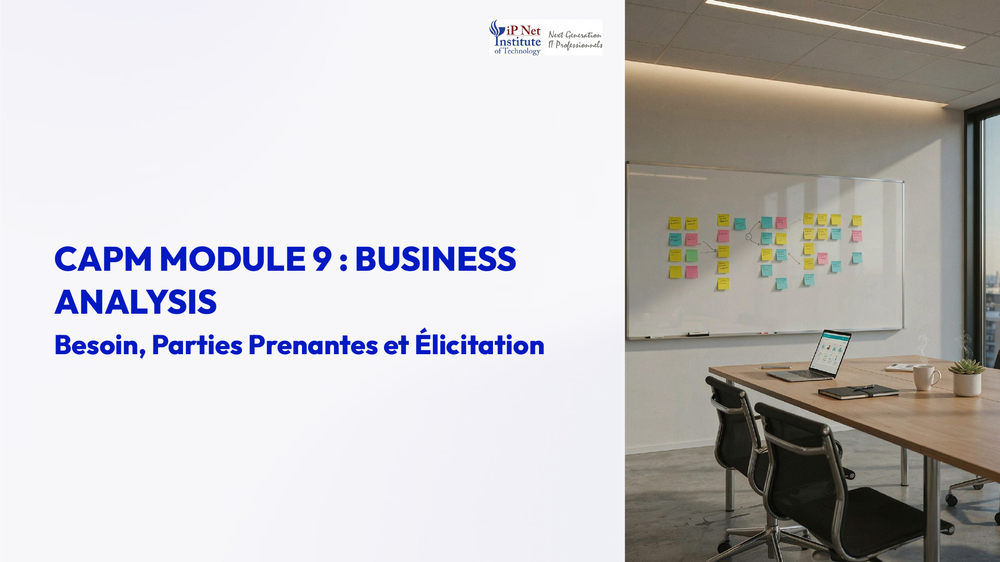 iP Net
Institute
of Technology
Next Generation
IT Professionnels
CAPM MODULE 9 : BUSINESS
ANALYSIS
Besoin, Parties Prenantes et Élicitation